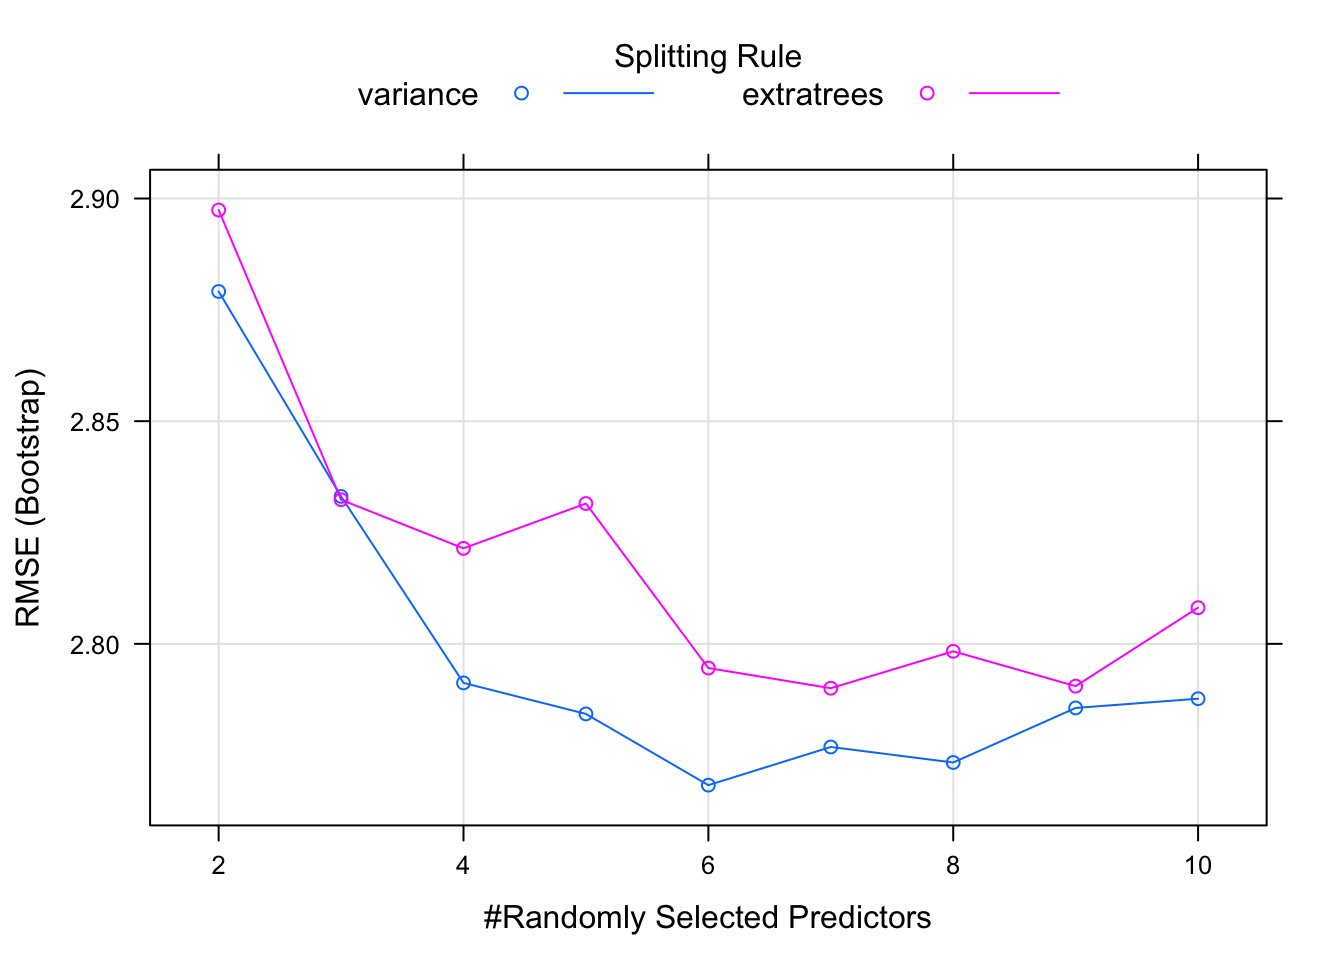 Splitting Rule
variance extratrees
2.90
2.85
2.80
RMSE (Bootstrap)
2 4 6 8 10
#Randomly Selected Predictors